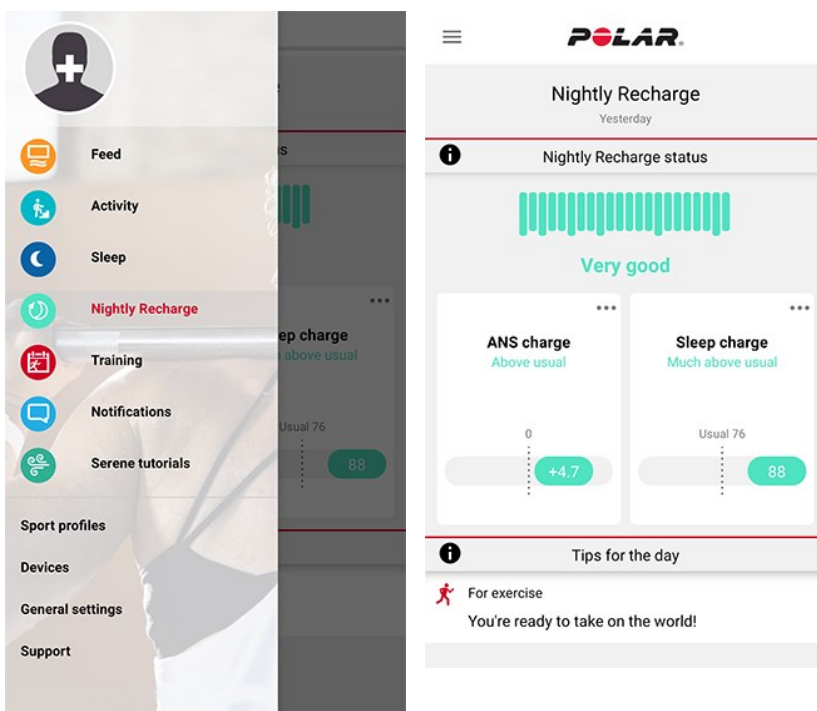 Feed
Activity
Sleep
Nightly Recharge
Training
Notifications
Serene tutorials
Sport profiles
Devices
General settings
Support
s
ep charge
above usual
Usual 76
88
POLAR.
Nightly Recharge
Yesterday
Nightly Recharge status
Very good
ANS charge
Above usual
0
+4.7
Sleep charge
Much above usual
Usual 76
88
Tips for the day
For exercise
You're ready to take on the world!